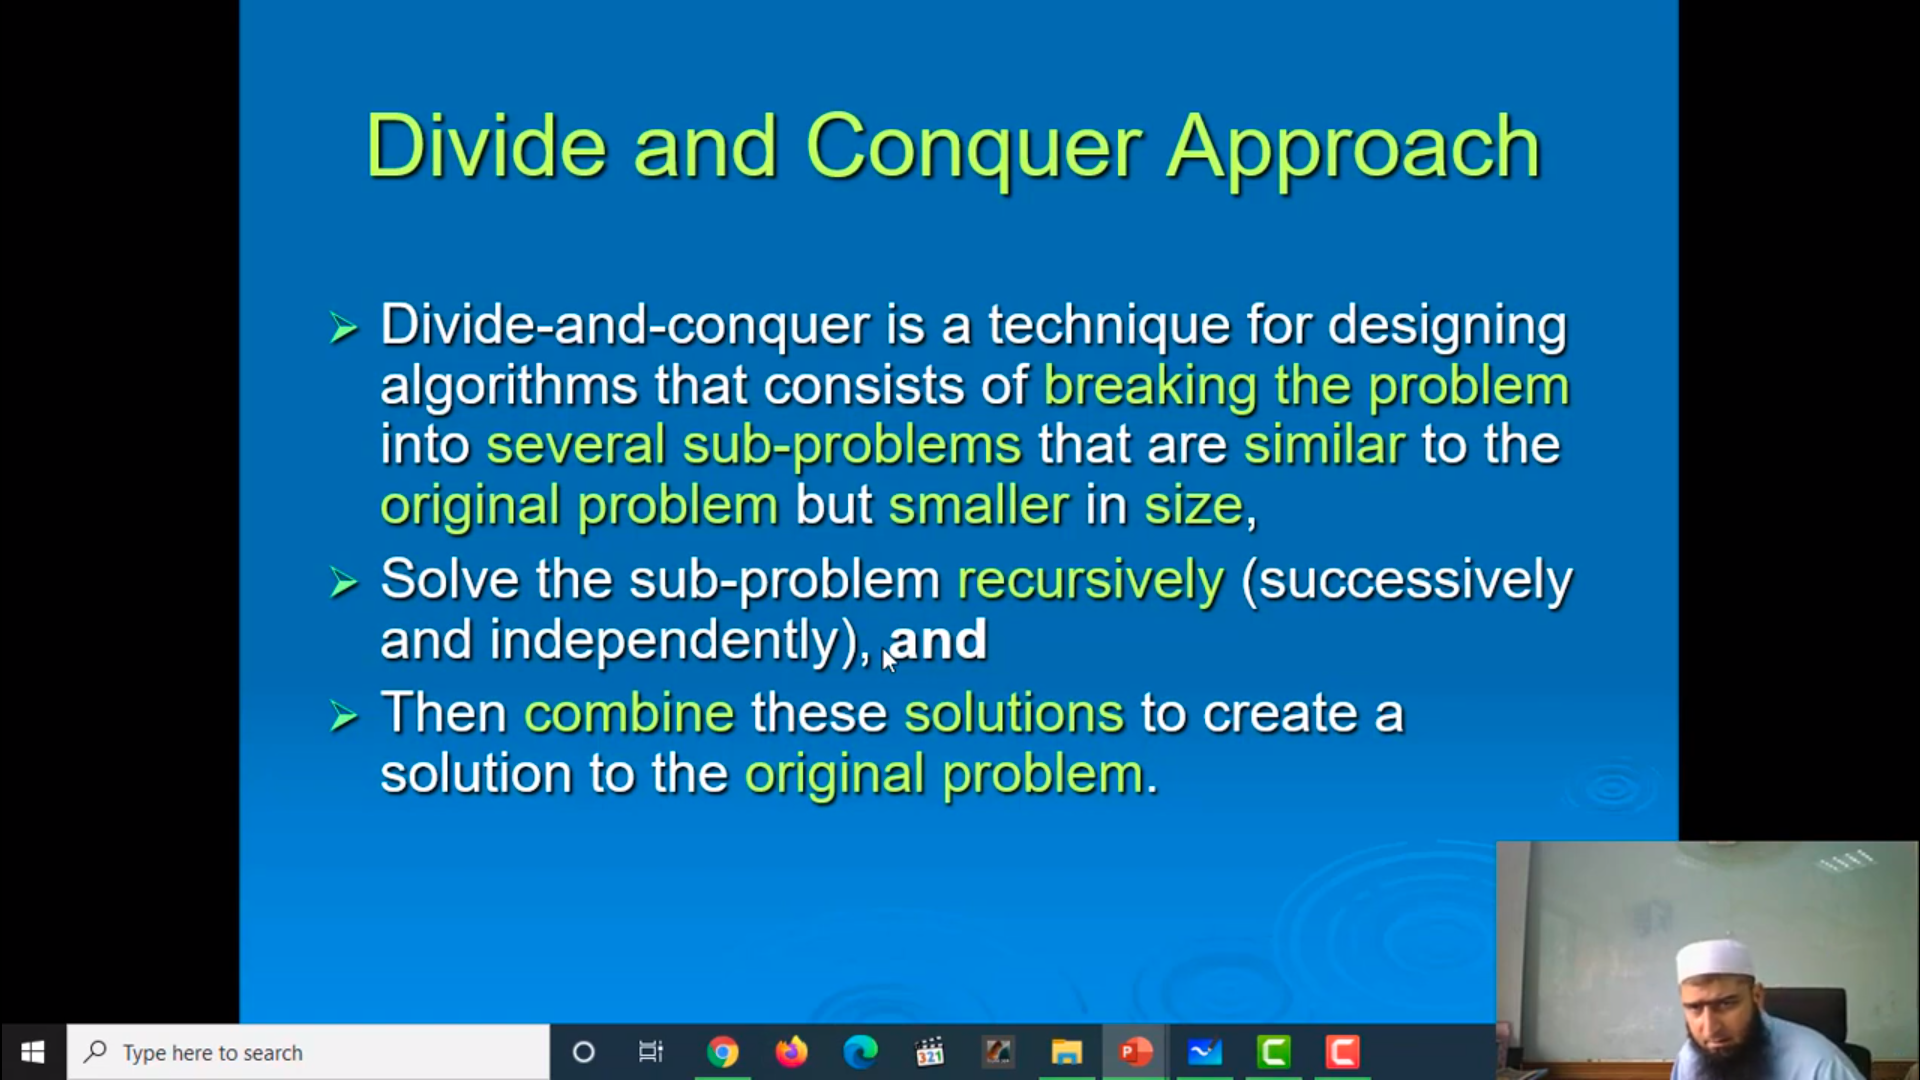 Divide and Conquer Approach
Divide-and-conquer is a technique for designing
algorithms that consists of breaking the problem
into several sub-problems that are similar to the
original problem but smaller in size,
Solve the sub-problem recursively (successively
and independently), and
Then combine these solutions to create a
solution to the original problem.
Type here to search
321